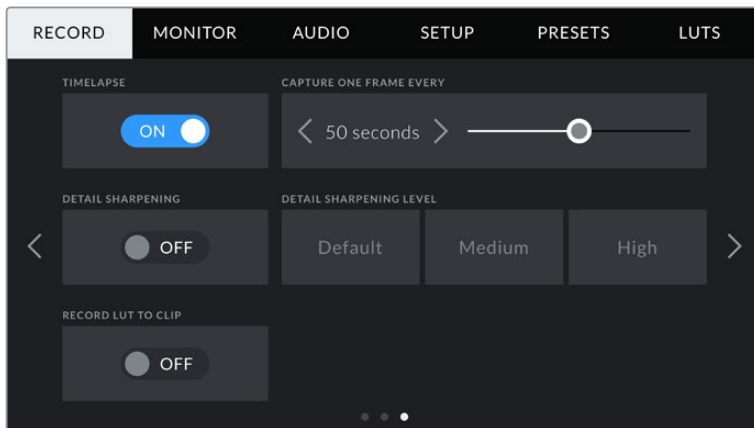 RECORD MONITOR AUDIO SETUP PRESETS LUTS
TIMELAPSE CAPTURE ONE FRAME EVERY
ON 50 seconds
DETAIL SHARPENING DETAIL SHARPENING LEVEL
OFF Default Medium High
RECORD LUT TO CLIP
OFF